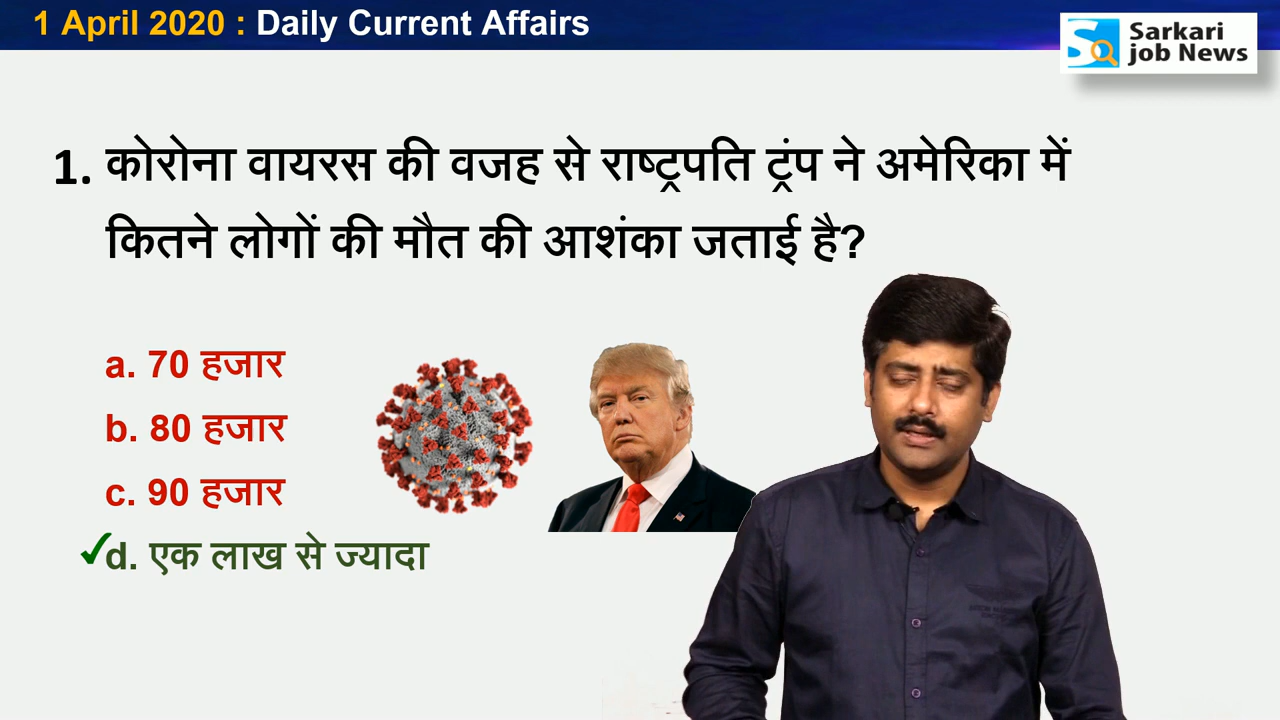 1 April 2020 : Daily Current Affairs
Sarkari
job News
1. कोरोना वायरस की वजह से राष्ट्रपति ट्रंप ने अमेरिका में
कितने लोगों की मौत की आशंका जताई है?
a. 70 हजार
b. 80 हजार
c. 90 हजार
d. एक लाख से ज्यादा